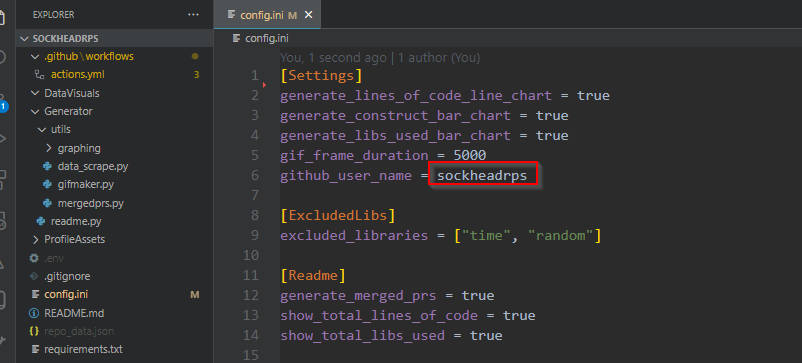 EXPLORER ···
SOCKHEADRPS
.github\workflows
actions.yml 3
DataVisuals
Generator
utils
graphing
data_scrape.py
gifmaker.py
mergedprs.py
readme.py
ProfileAssets
.env
.gitignore
config.ini M
README.md
repo_data.json
requirements.txt
1
config.ini M ×
config.ini
You, 1 second ago | 1 author (You)
1 [Settings]
2 generate_lines_of_code_line_chart = true
3 generate_construct_bar_chart = true
4 generate_libs_used_bar_chart = true
5 gif_frame_duration = 5000
6 github_user_name = sockheadrps
7
8 [ExcludedLibs]
9 excluded_libraries = ["time", "random"]
10
11 [Readme]
12 generate_merged_prs = true
13 show_total_lines_of_code = true
14 show_total_libs_used = true
15